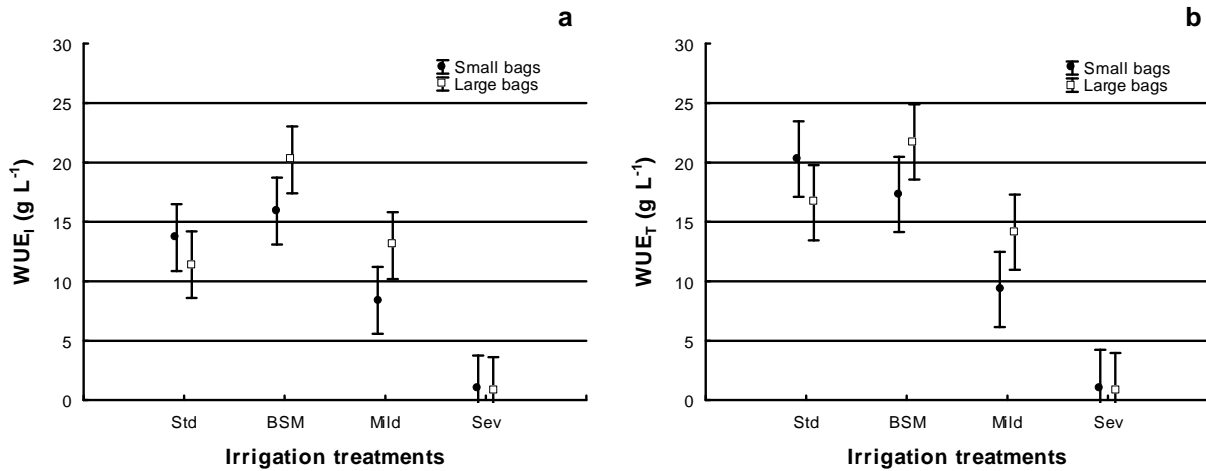 a
30
25
20
15
10
5
0
WUE_I (g L^-1)
Small bags
Large bags
Std BSM Mild Sev
Irrigation treatments
b
30
25
20
15
10
5
0
WUE_T (g L^-1)
Small bags
Large bags
Std BSM Mild Sev
Irrigation treatments